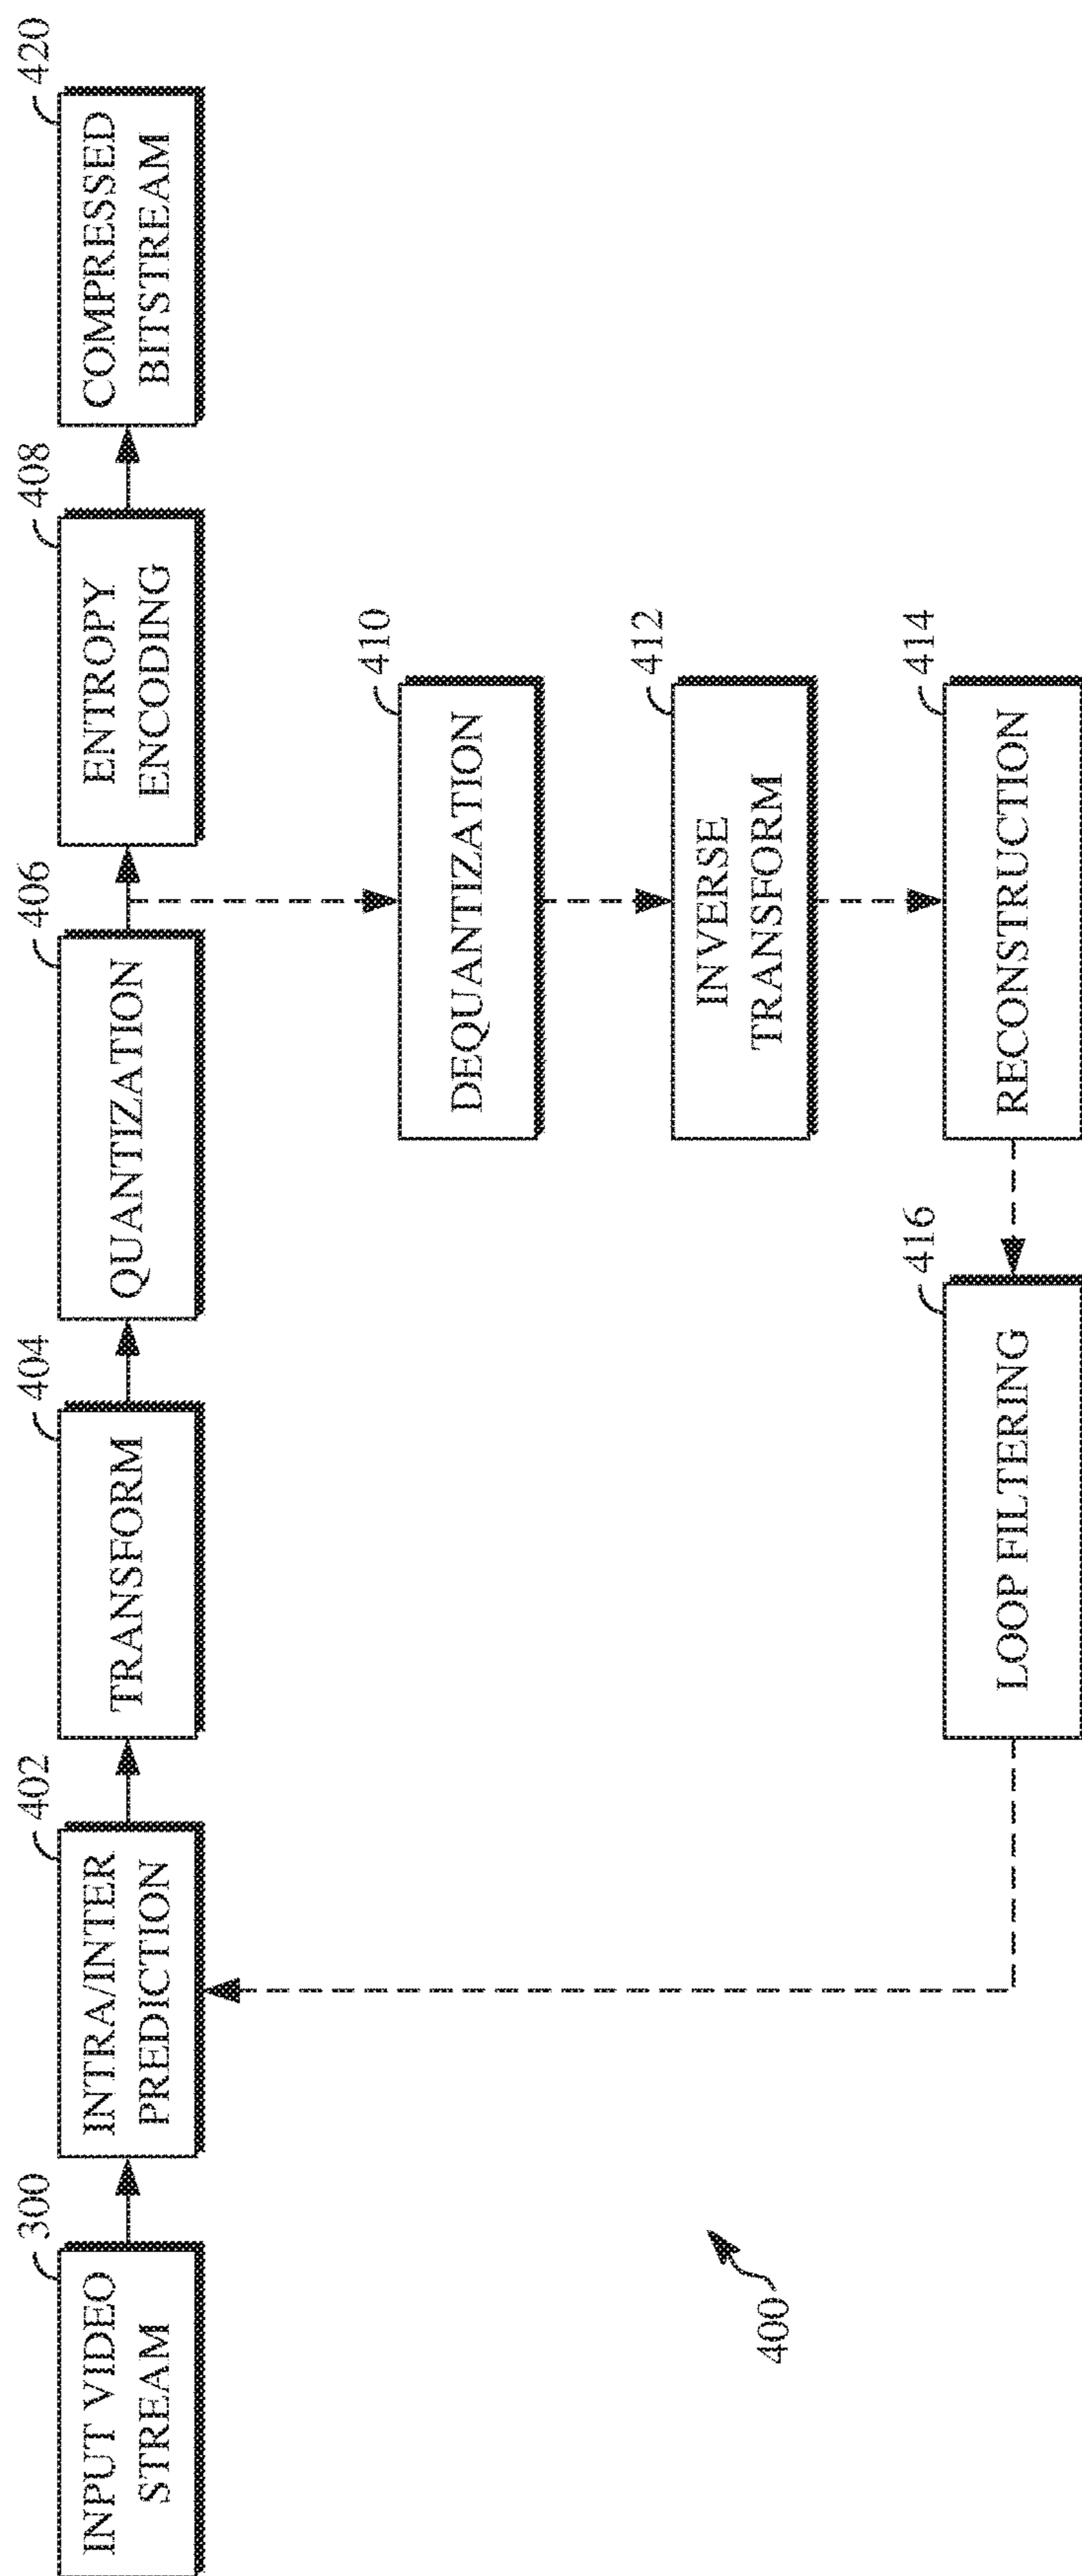 300
INPUT VIDEO
STREAM
402
INTRA/INTER
PREDICTION
404
TRANSFORM
406
QUANTIZATION
408
ENTROPY
ENCODING
420
COMPRESSED
BITSTREAM
410
DEQUANTIZATION
412
INVERSE
TRANSFORM
414
RECONSTRUCTION
416
LOOP FILTERING
400